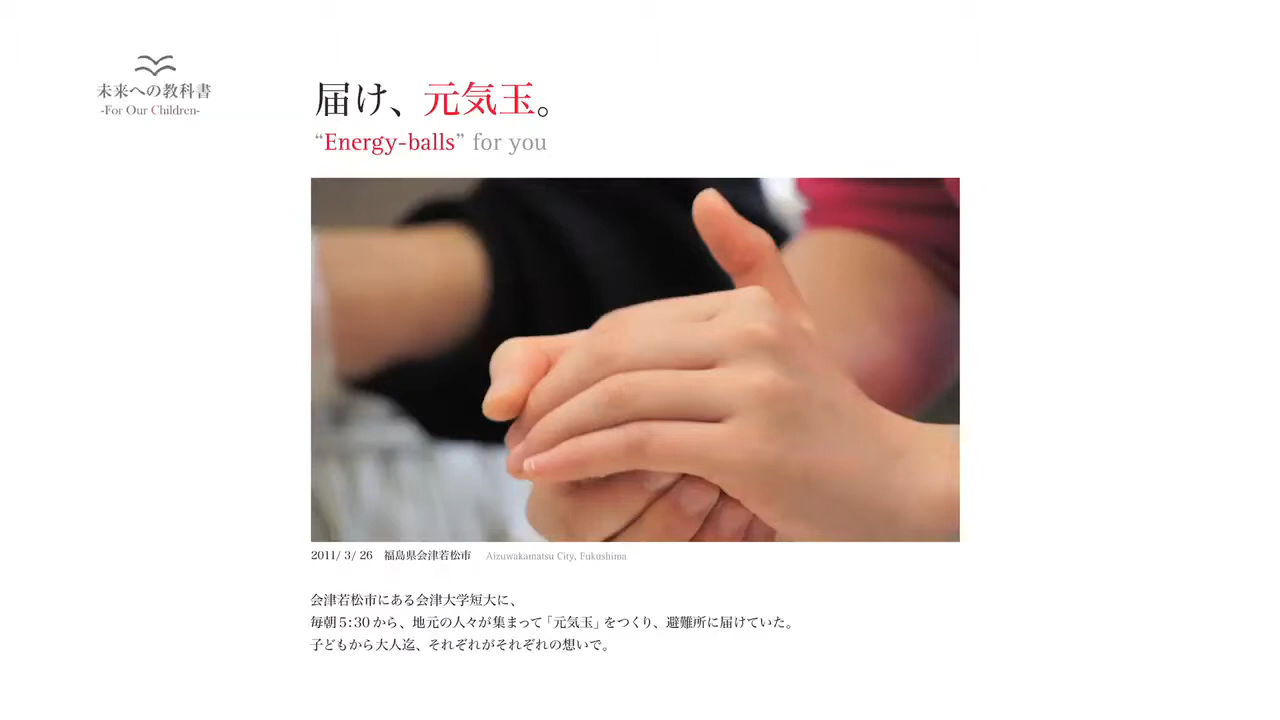 未来への教科書
-For Our Children-
届け、元気玉。
“Energy-balls” for you
2011/ 3/ 26　福島県会津若松市　Aizuwakamatsu City, Fukushima
会津若松市にある会津大学短大に、
毎朝5:30から、地元の人々が集まって「元気玉」をつくり、避難所に届けていた。
子どもから大人迄、それぞれがそれぞれの想いで。